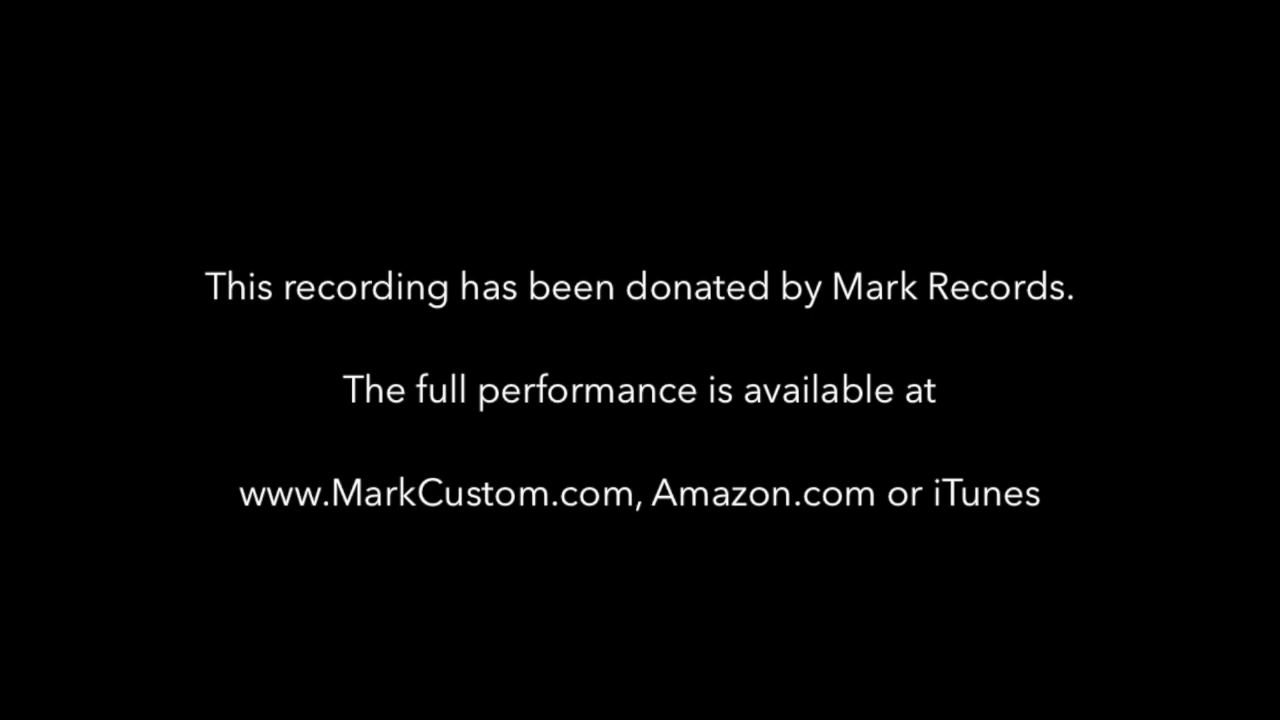 This recording has been donated by Mark Records.
The full performance is available at
www.MarkCustom.com, Amazon.com or iTunes